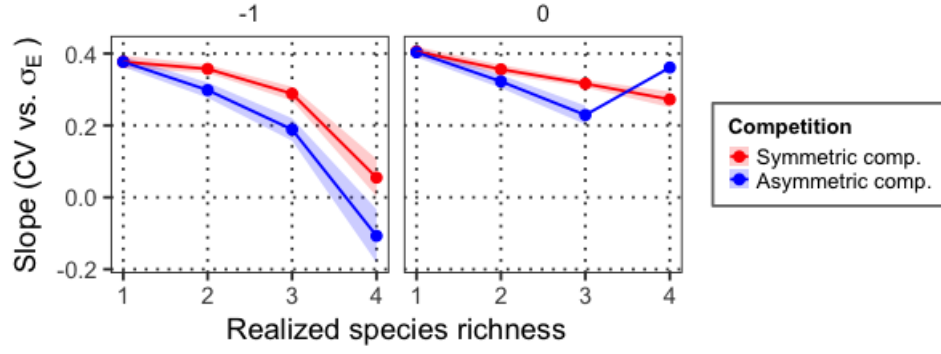 -1
0
Slope (CV vs. σE )
0.4
0.2
0.0
-0.2
1 2 3 4
1 2 3 4
Realized species richness
Competition
Symmetric comp.
Asymmetric comp.